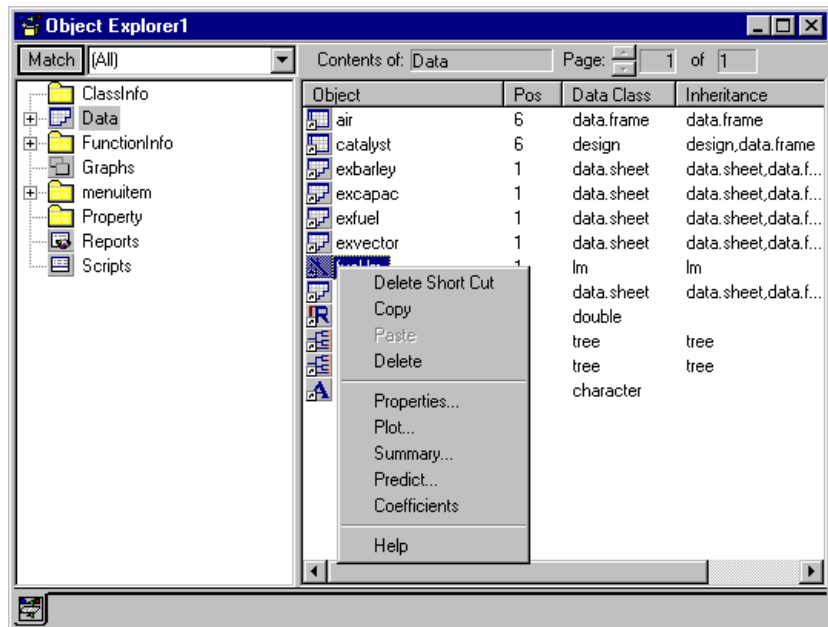 Object Explorer1
Match (All) Contents of: Data Page: 1 of 1
ClassInfo
Data
FunctionInfo
Graphs
menuitem
Property
Reports
Scripts
Object Pos Data Class Inheritance
air 6 data.frame data.frame
catalyst 6 design design,data.frame
exbarley 1 data.sheet data.sheet,data.f...
excapac 1 data.sheet data.sheet,data.f...
exfuel 1 data.sheet data.sheet,data.f...
exvector 1 data.sheet data.sheet,data.f...
1 lm lm
data.sheet data.sheet,data.f...
double
tree tree
tree tree
character
Delete Short Cut
Copy
Paste
Delete
Properties...
Plot...
Summary...
Predict...
Coefficients
Help